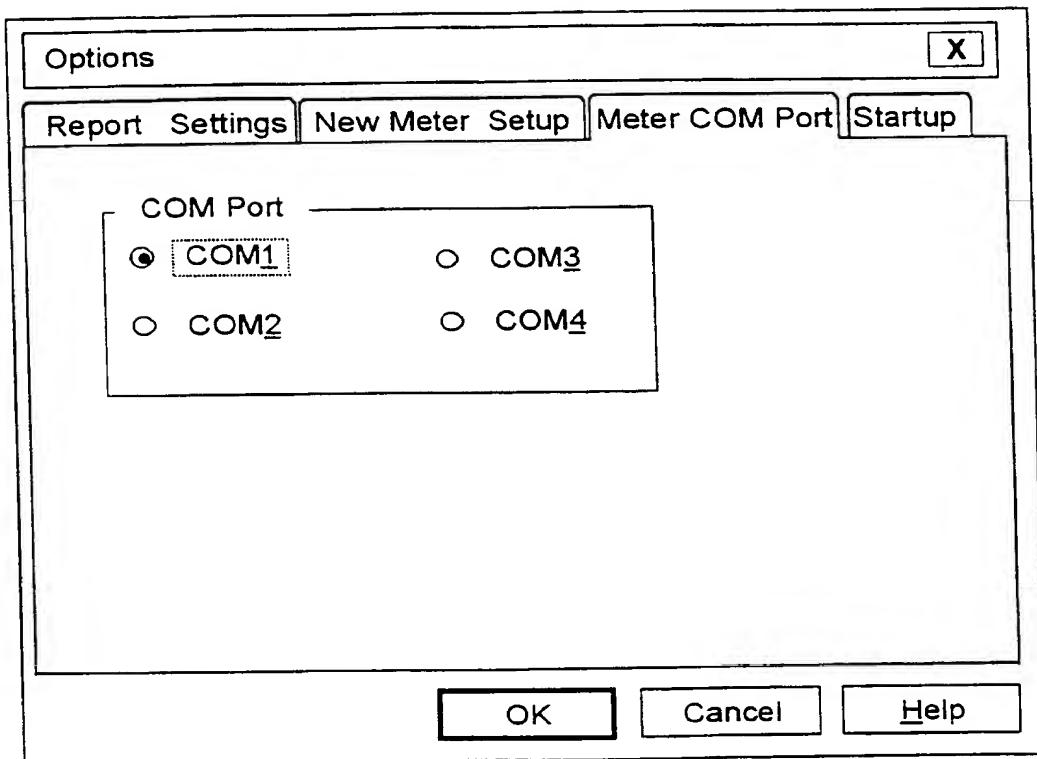 Options X
Report Settings New Meter Setup Meter COM Port Startup
COM Port
COM1 COM3
COM2 COM4
OK Cancel Help